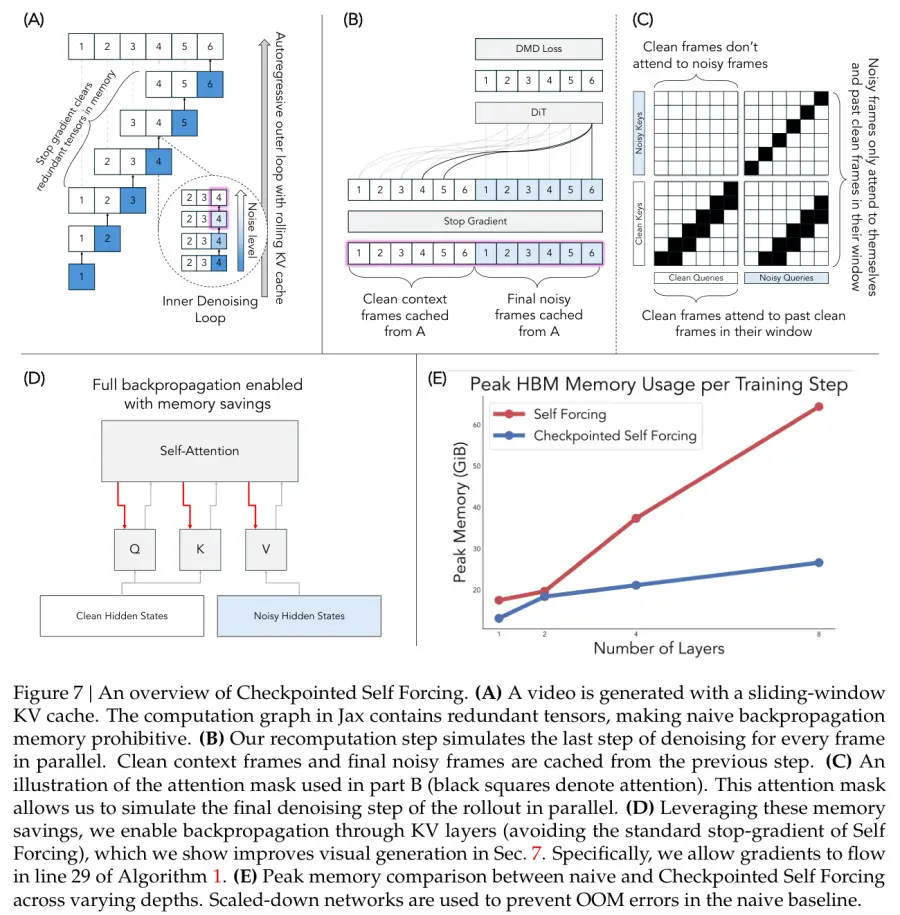 (A)
1 2 3 4 5 6
4 5 6
3 4 5
2 3 4
1 2 3
1 2
1
Stop gradient clears
redundant tensors in memory
2 3 4
2 3 4
2 3 4
2 3 4
Noise level
Inner Denoising
Loop
Autoregressive outer loop with rolling KV cache
(B)
DMD Loss
1 2 3 4 5 6
DiT
1 2 3 4 5 6 1 2 3 4 5 6
Stop Gradient
1 2 3 4 5 6 1 2 3 4 5 6
Clean context
frames cached
from A
Final noisy
frames cached
from A
(C)
Clean frames don't
attend to noisy frames
Noisy Keys
Clean Keys
Clean Queries
Noisy Queries
Noisy frames only attend to themselves
and past clean frames in their window
Clean frames attend to past clean
frames in their window
(D)
Full backpropagation enabled
with memory savings
Self-Attention
Q K V
Clean Hidden States
Noisy Hidden States
(E)
Peak HBM Memory Usage per Training Step
Self Forcing
Checkpointed Self Forcing
Peak Memory (GiB)
60
50
40
30
20
1 2 4 8
Number of Layers
Figure 7 | An overview of Checkpointed Self Forcing. (A) A video is generated with a sliding-window
KV cache. The computation graph in Jax contains redundant tensors, making naive backpropagation
memory prohibitive. (B) Our recomputation step simulates the last step of denoising for every frame
in parallel. Clean context frames and final noisy frames are cached from the previous step. (C) An
illustration of the attention mask used in part B (black squares denote attention). This attention mask
allows us to simulate the final denoising step of the rollout in parallel. (D) Leveraging these memory
savings, we enable backpropagation through KV layers (avoiding the standard stop-gradient of Self
Forcing), which we show improves visual generation in Sec. 7. Specifically, we allow gradients to flow
in line 29 of Algorithm 1. (E) Peak memory comparison between naive and Checkpointed Self Forcing
across varying depths. Scaled-down networks are used to prevent OOM errors in the naive baseline.